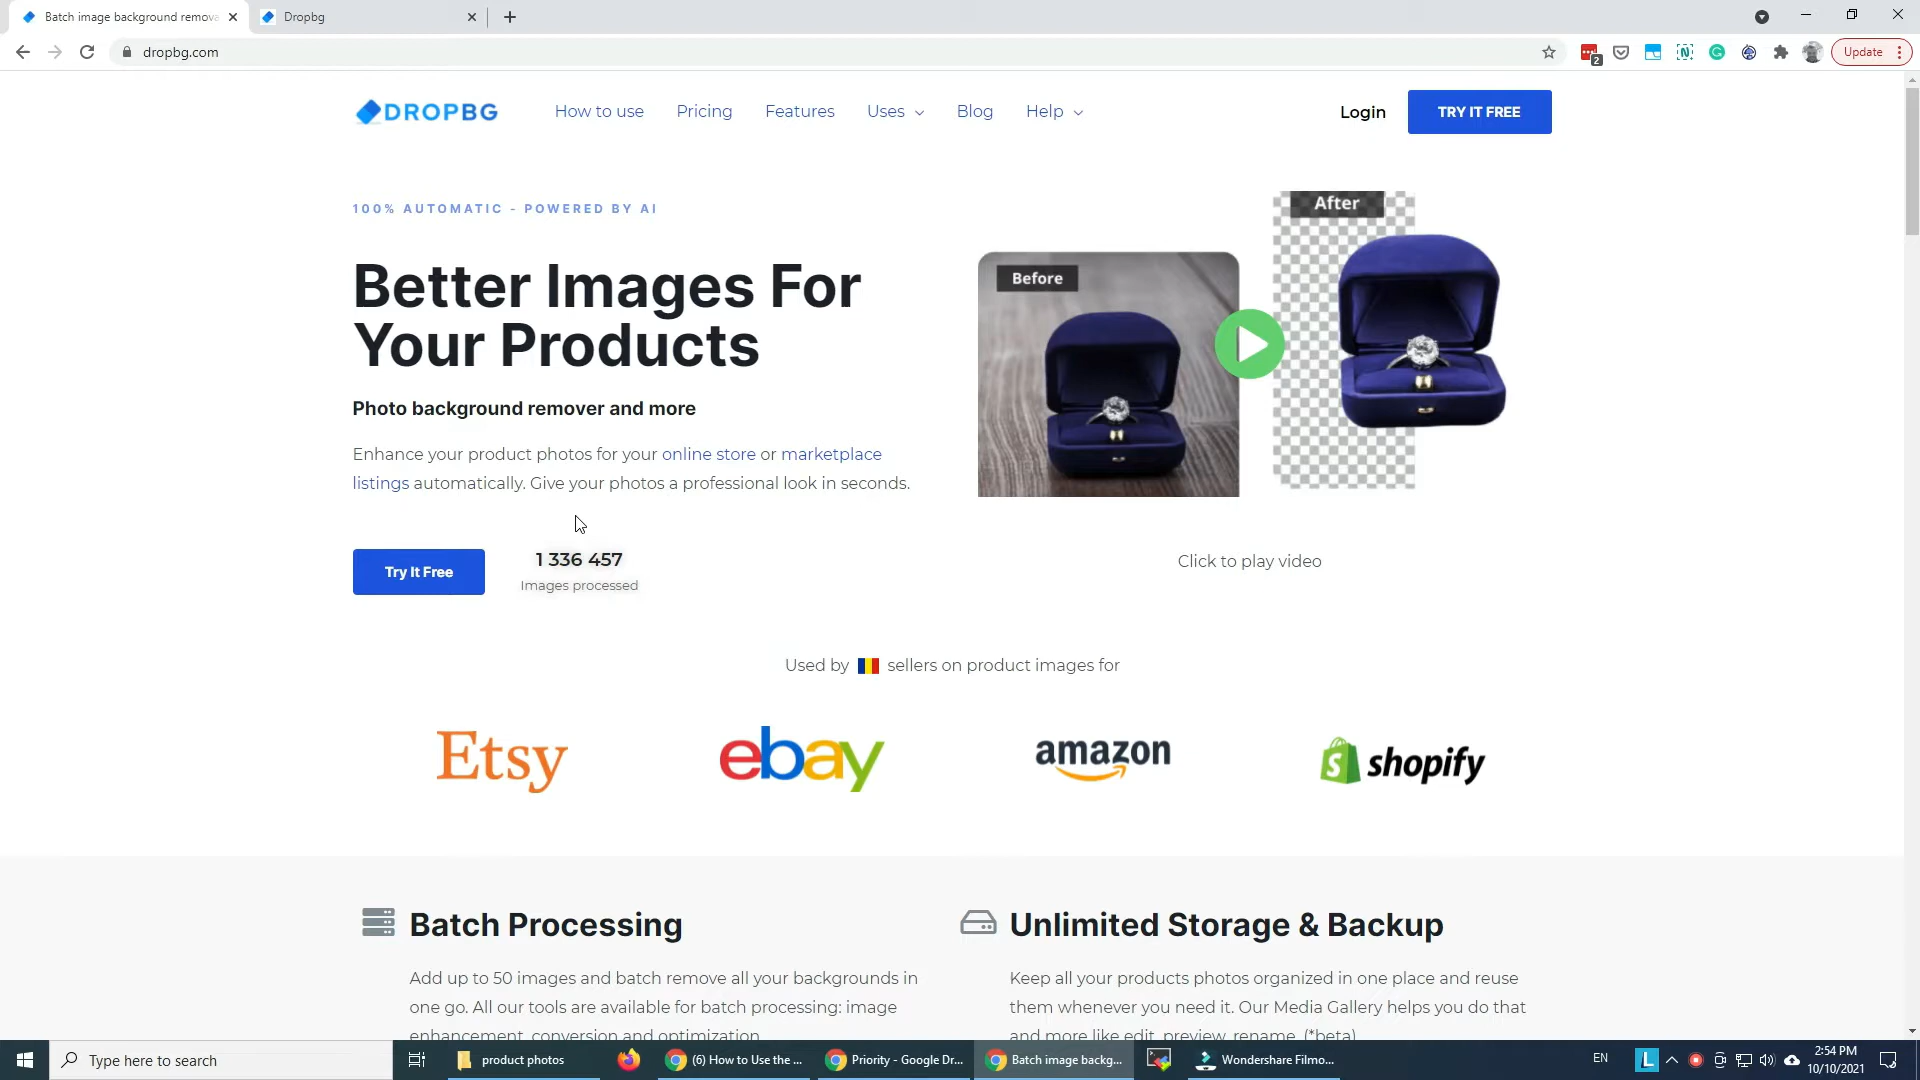 Batch image background remova
Dropbg
dropbg.com
2
Update
DROPBG
How to use
Pricing
Features
Uses
Blog
Help
Login
TRY IT FREE
100% AUTOMATIC - POWERED BY AI
Better Images For
Your Products
Photo background remover and more
Enhance your product photos for your online store or marketplace
listings automatically. Give your photos a professional look in seconds.
Try It Free
1 336 457
Images processed
Before
After
Click to play video
Used by sellers on product images for
Etsy
ebay
amazon
shopify
Batch Processing
Add up to 50 images and batch remove all your backgrounds in
one go. All our tools are available for batch processing: image
enhancement, conversion and optimization
Unlimited Storage & Backup
Keep all your products photos organized in one place and reuse
them whenever you need it. Our Media Gallery helps you do that
and more like edit, preview, rename, (*beta)
Type here to search
product photos
(6) How to Use the ...
Priority - Google Dr...
Batch image backg...
Wondershare Filmo...
EN
L
2:54 PM
10/10/2021